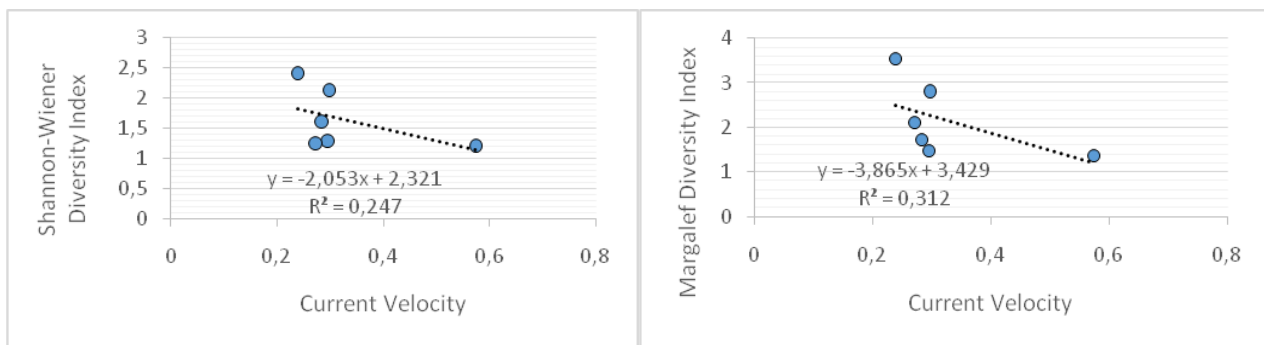 Shannon-Wiener
Diversity Index
3
2,5
2
1,5
1
0,5
0
y = -2,053x + 2,321
R² = 0,247
0 0,2 0,4 0,6 0,8
Current Velocity
Margalef Diversity Index
4
3
2
1
0
y = -3,865x + 3,429
R² = 0,312
0 0,2 0,4 0,6 0,8
Current Velocity